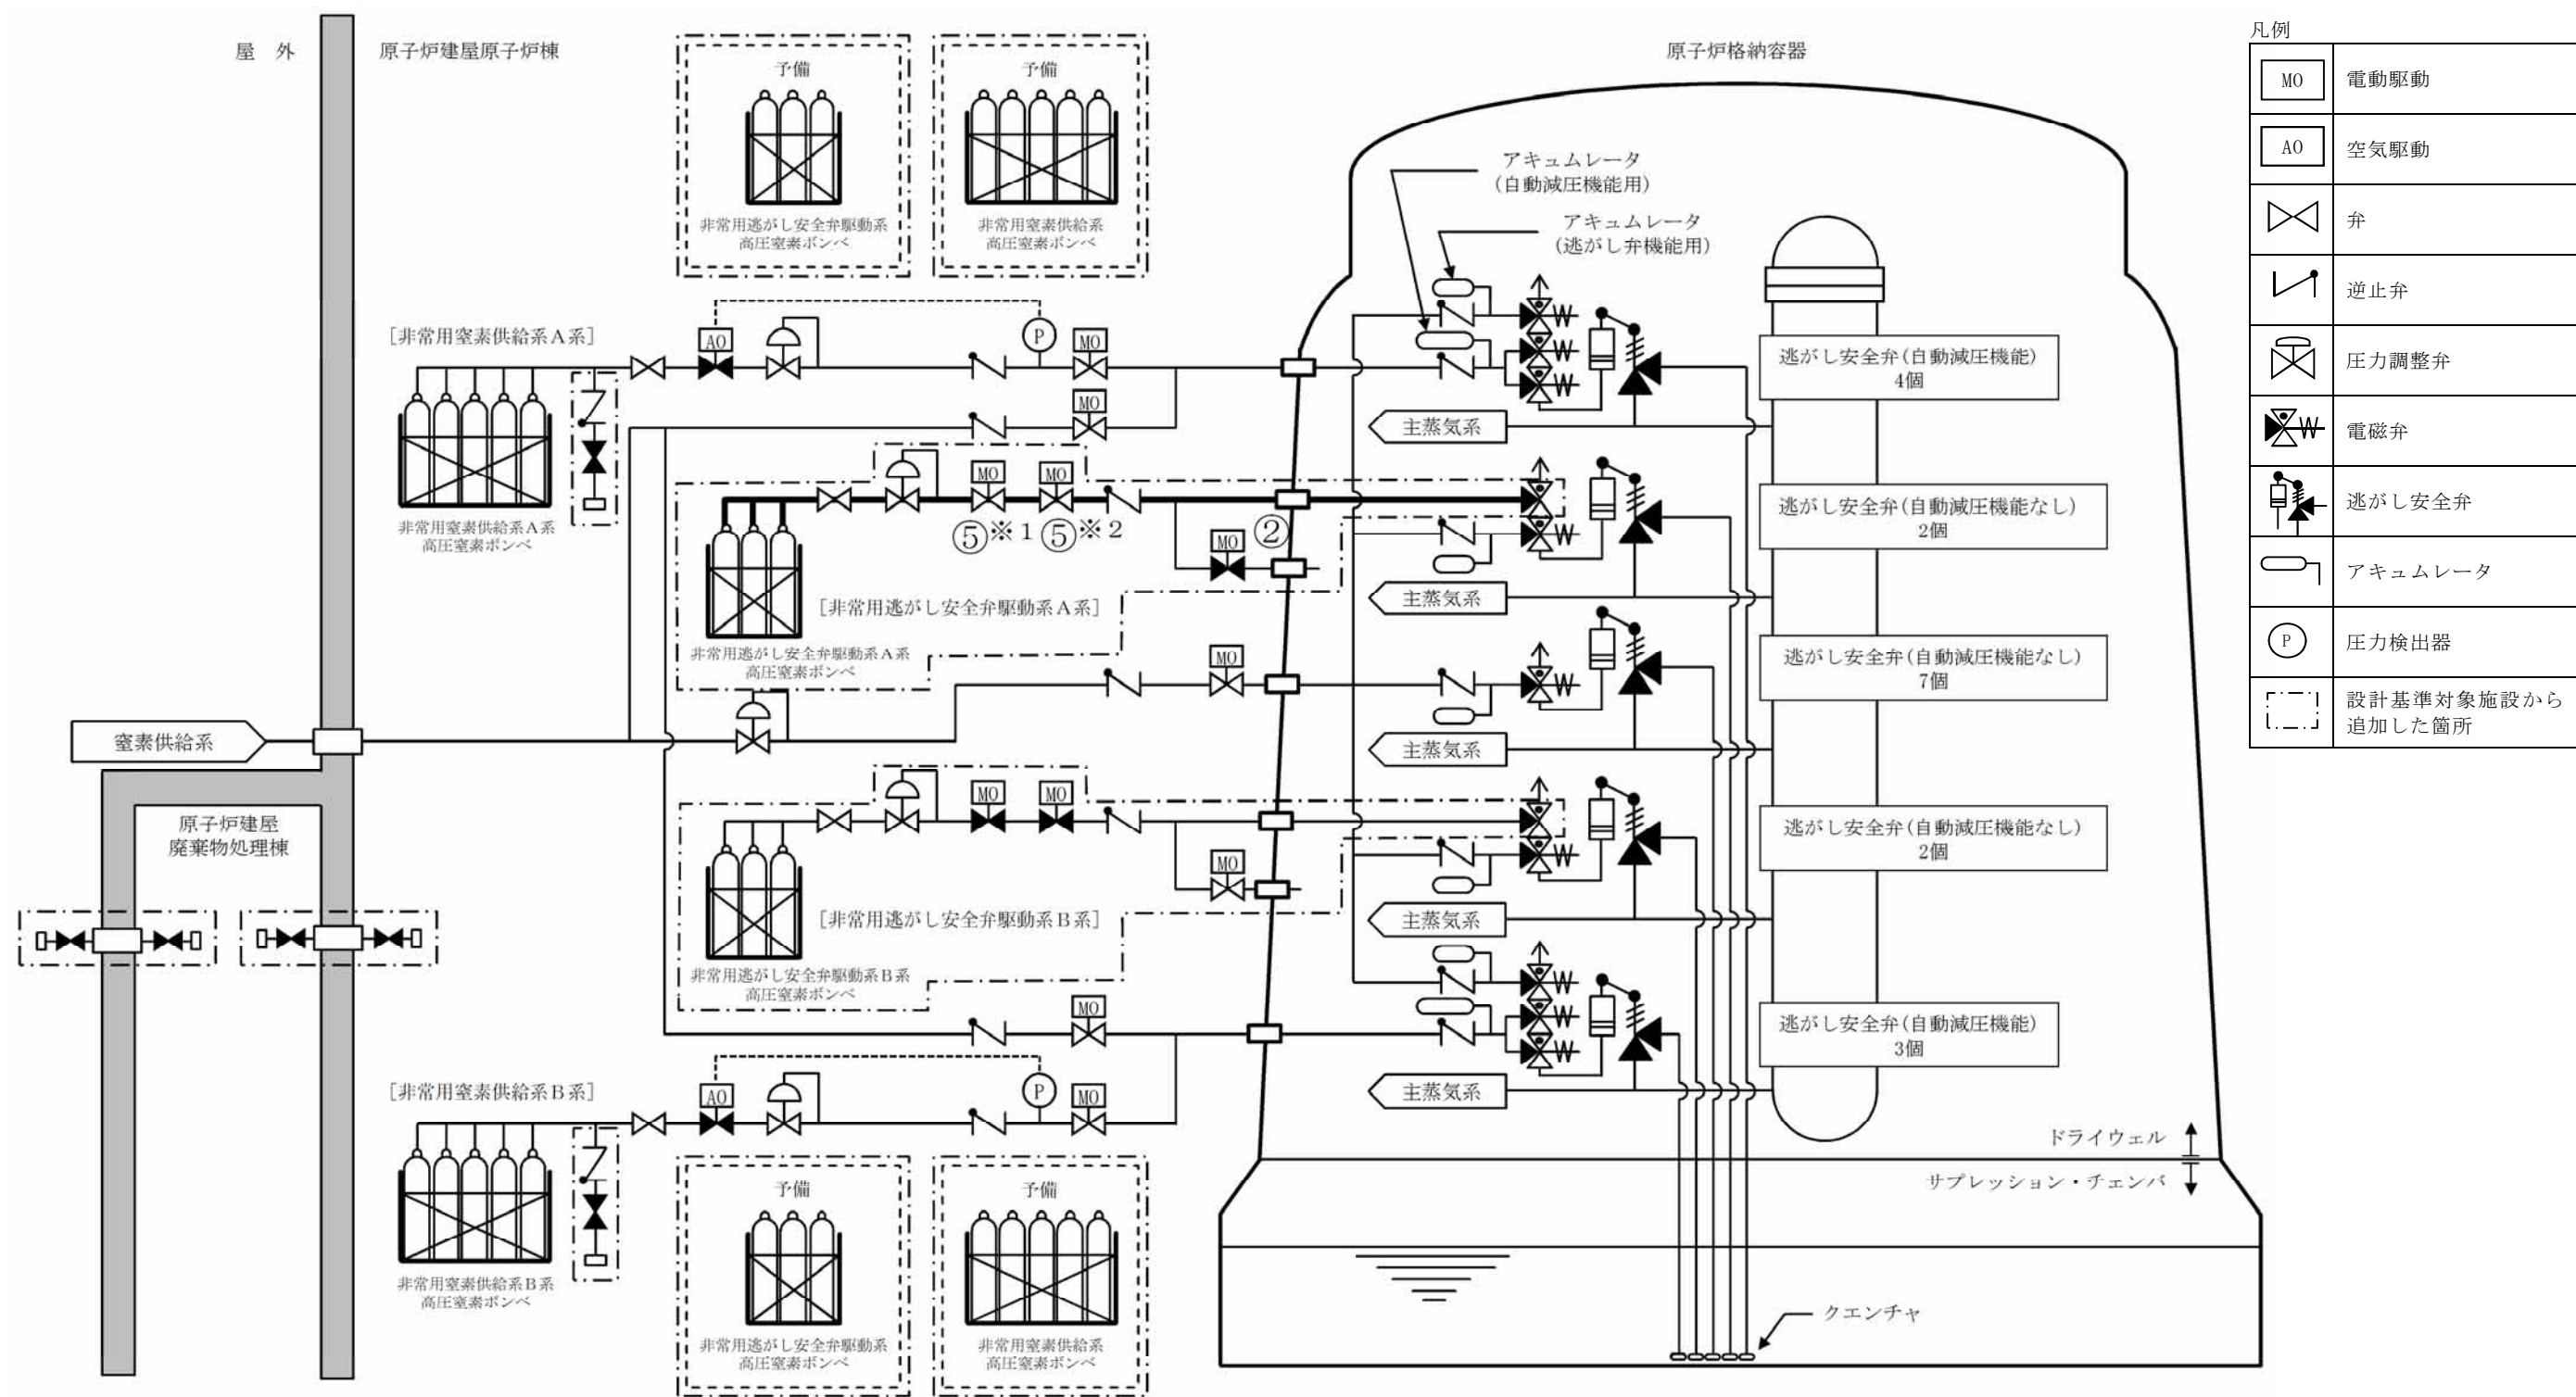 屋 外
原子炉建屋原子炉棟
予備
非常用逃がし安全弁駆動系
高圧窒素ボンベ
予備
非常用窒素供給系
高圧窒素ボンベ
原子炉格納容器
アキュムレータ
(自動減圧機能用)
アキュムレータ
(逃がし弁機能用)
[非常用窒素供給系A系]
AO
P
MO
MO
非常用窒素供給系A系
高圧窒素ボンベ
逃がし安全弁(自動減圧機能)
4個
主蒸気系
MO
MO
⑤※1
⑤※2
②
MO
[非常用逃がし安全弁駆動系A系]
非常用逃がし安全弁駆動系A系
高圧窒素ボンベ
逃がし安全弁(自動減圧機能なし)
2個
主蒸気系
MO
逃がし安全弁(自動減圧機能なし)
7個
主蒸気系
窒素供給系
原子炉建屋
廃棄物処理棟
MO
MO
MO
[非常用逃がし安全弁駆動系B系]
非常用逃がし安全弁駆動系B系
高圧窒素ボンベ
逃がし安全弁(自動減圧機能なし)
2個
主蒸気系
MO
逃がし安全弁(自動減圧機能)
3個
主蒸気系
[非常用窒素供給系B系]
AO
P
MO
非常用窒素供給系B系
高圧窒素ボンベ
予備
非常用逃がし安全弁駆動系
高圧窒素ボンベ
予備
非常用窒素供給系
高圧窒素ボンベ
ドライウェル
サプレッション・チェンバ
クエンチャ
凡例
MO 電動駆動
AO 空気駆動
弁
逆止弁
圧力調整弁
電磁弁
逃がし安全弁
アキュムレータ
P 圧力検出器
設計基準対象施設から
追加した箇所